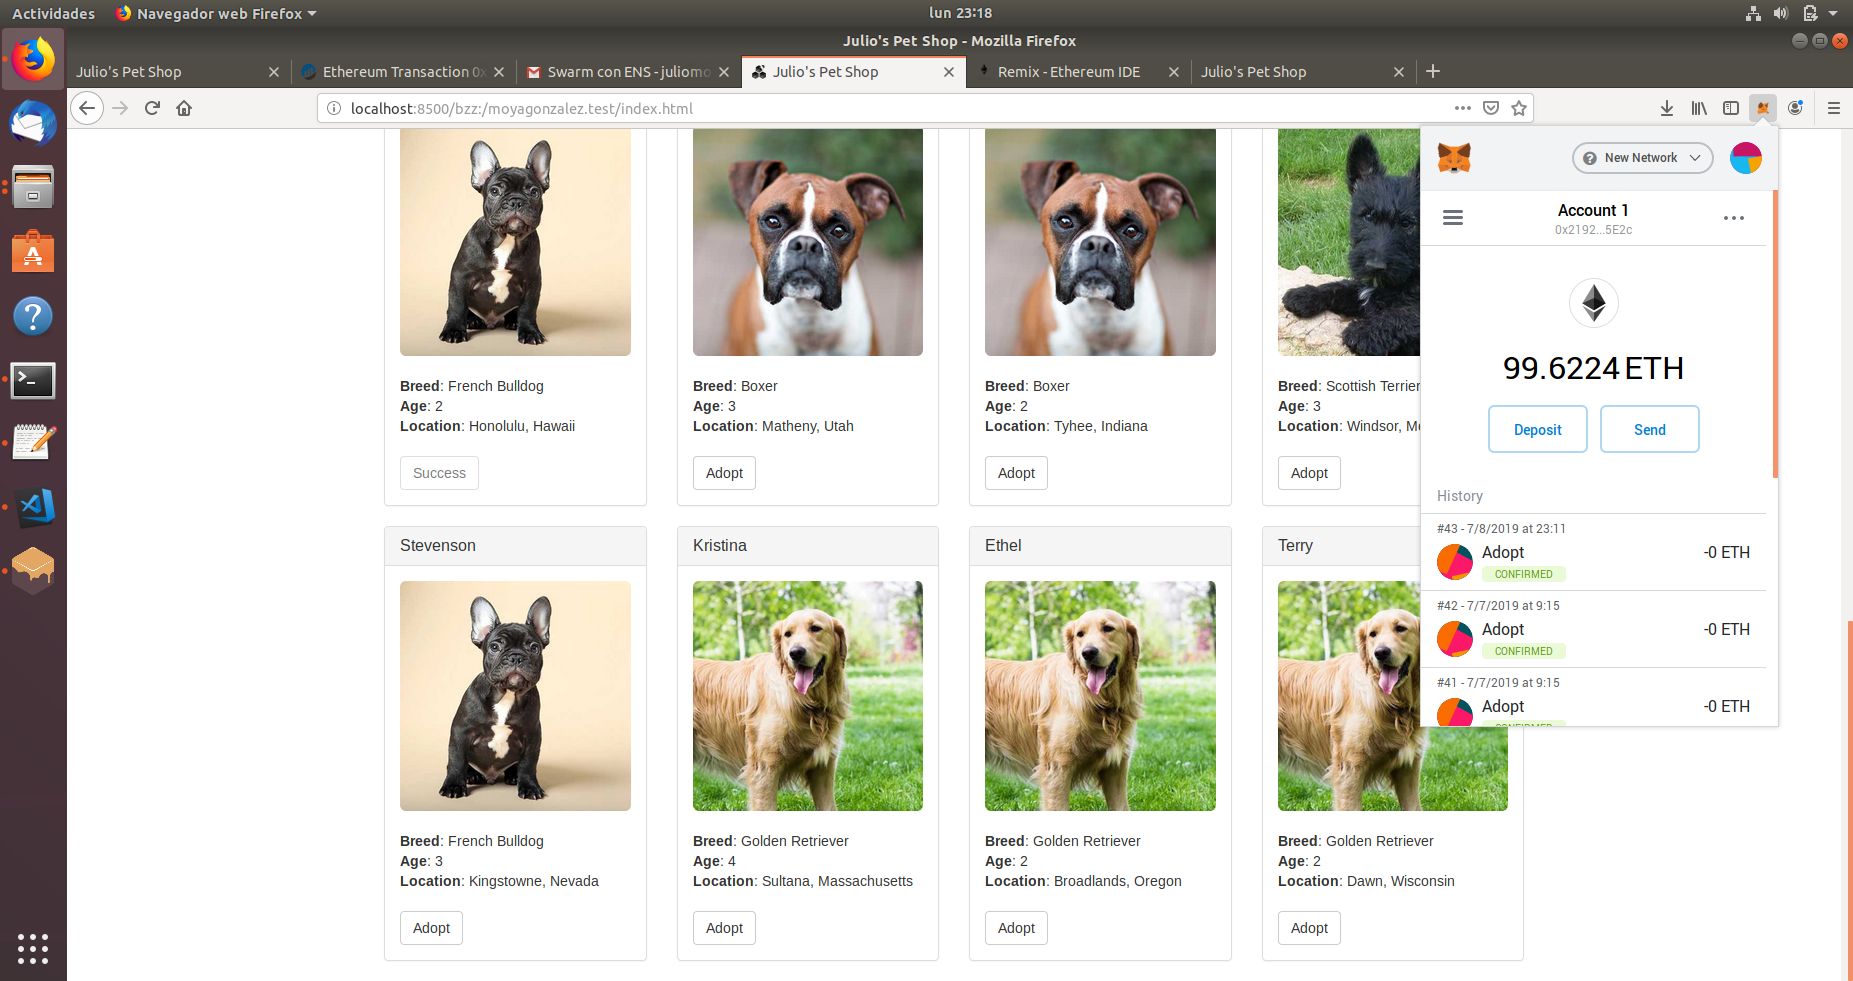 Actividades
Navegador web Firefox
lun 23:18
Julio's Pet Shop - Mozilla Firefox
Julio's Pet Shop
Ethereum Transaction 0x
Swarm con ENS - juliomo
Julio's Pet Shop
Remix - Ethereum IDE
Julio's Pet Shop
localhost:8500/bzz:/moyagonzalez.test/index.html
Breed: French Bulldog
Age: 2
Location: Honolulu, Hawaii
Success
Breed: Boxer
Age: 3
Location: Matheny, Utah
Adopt
Breed: Boxer
Age: 2
Location: Tyhee, Indiana
Adopt
Breed: Scottish Terrier
Age: 3
Location: Windsor,
Adopt
Stevenson
Breed: French Bulldog
Age: 3
Location: Kingstowne, Nevada
Adopt
Kristina
Breed: Golden Retriever
Age: 4
Location: Sultana, Massachusetts
Adopt
Ethel
Breed: Golden Retriever
Age: 2
Location: Broadlands, Oregon
Adopt
Terry
Breed: Golden Retriever
Age: 2
Location: Dawn, Wisconsin
Adopt
? New Network
Account 1
0x2192...5E2c
99.6224 ETH
Deposit
Send
History
#43 - 7/8/2019 at 23:11
Adopt
-0 ETH
CONFIRMED
#42 - 7/7/2019 at 9:15
Adopt
-0 ETH
CONFIRMED
#41 - 7/7/2019 at 9:15
Adopt
-0 ETH
CONFIRMED